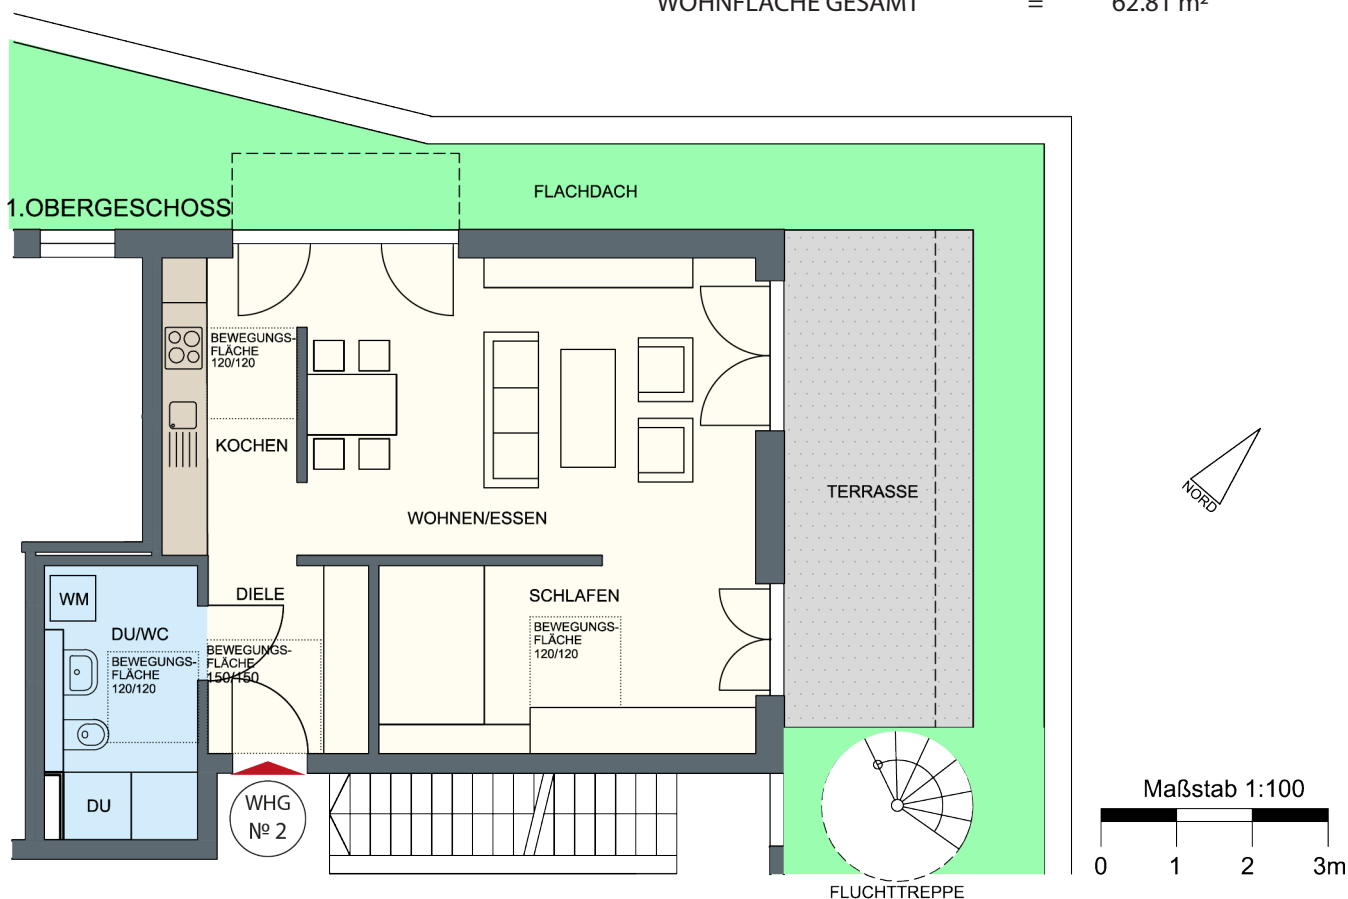 WOHNFLÄCHE GESAMT = 62.81 m²
FLACHDACH
1.OBERGESCHOSS
BEWEGUNGS-
FLÄCHE
120/120
KOCHEN
WOHNEN/ESSEN
TERRASSE
NORD
WM
DIELE
SCHLAFEN
DU/WC
BEWEGUNGS-
FLÄCHE
120/120
BEWEGUNGS-
FLÄCHE
150/150
BEWEGUNGS-
FLÄCHE
120/120
DU
WHG
№ 2
Maßstab 1:100
0 1 2 3m
FLUCHTTREPPE